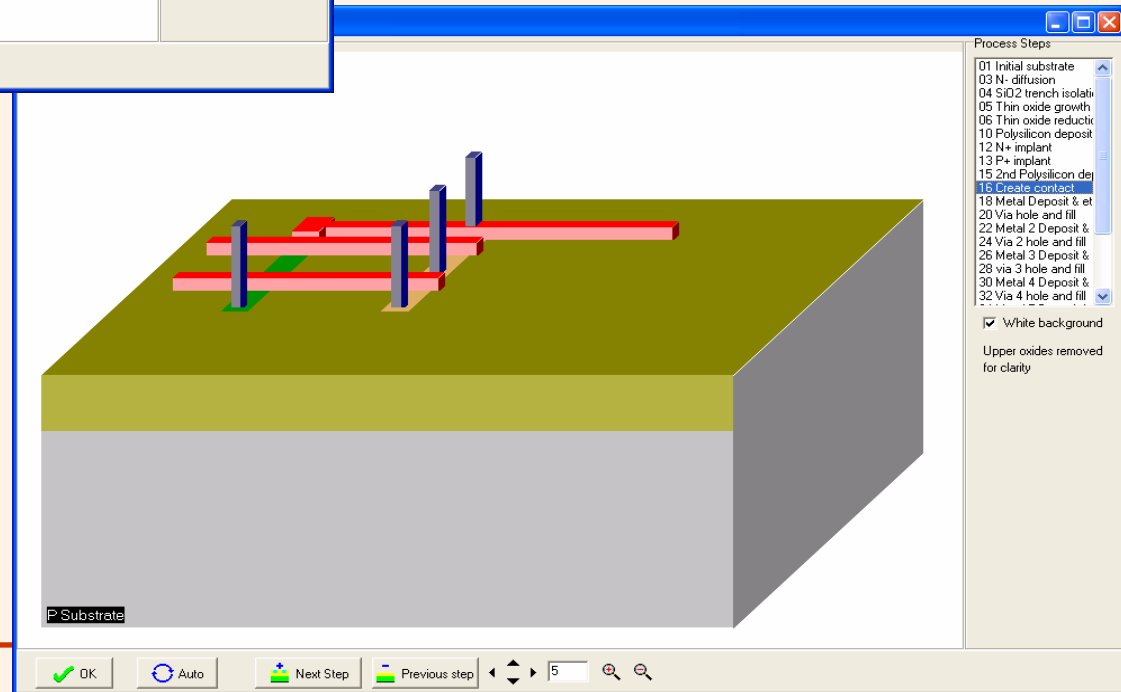 Process Steps
01 Initial substrate
03 N- diffusion
04 SiO2 trench isolati
05 Thin oxide growth
06 Thin oxide reductic
10 Polysilicon deposit
12 N+ implant
13 P+ implant
15 2nd Polysilicon dep
16 Create contact
18 Metal Deposit & et
20 Via hole and fill
22 Metal 2 Deposit &
24 Via 2 hole and fill
26 Metal 3 Deposit &
28 via 3 hole and fill
30 Metal 4 Deposit &
32 Via 4 hole and fill
White background
Upper oxides removed
for clarity
P Substrate
OK Auto Next Step Previous step 5